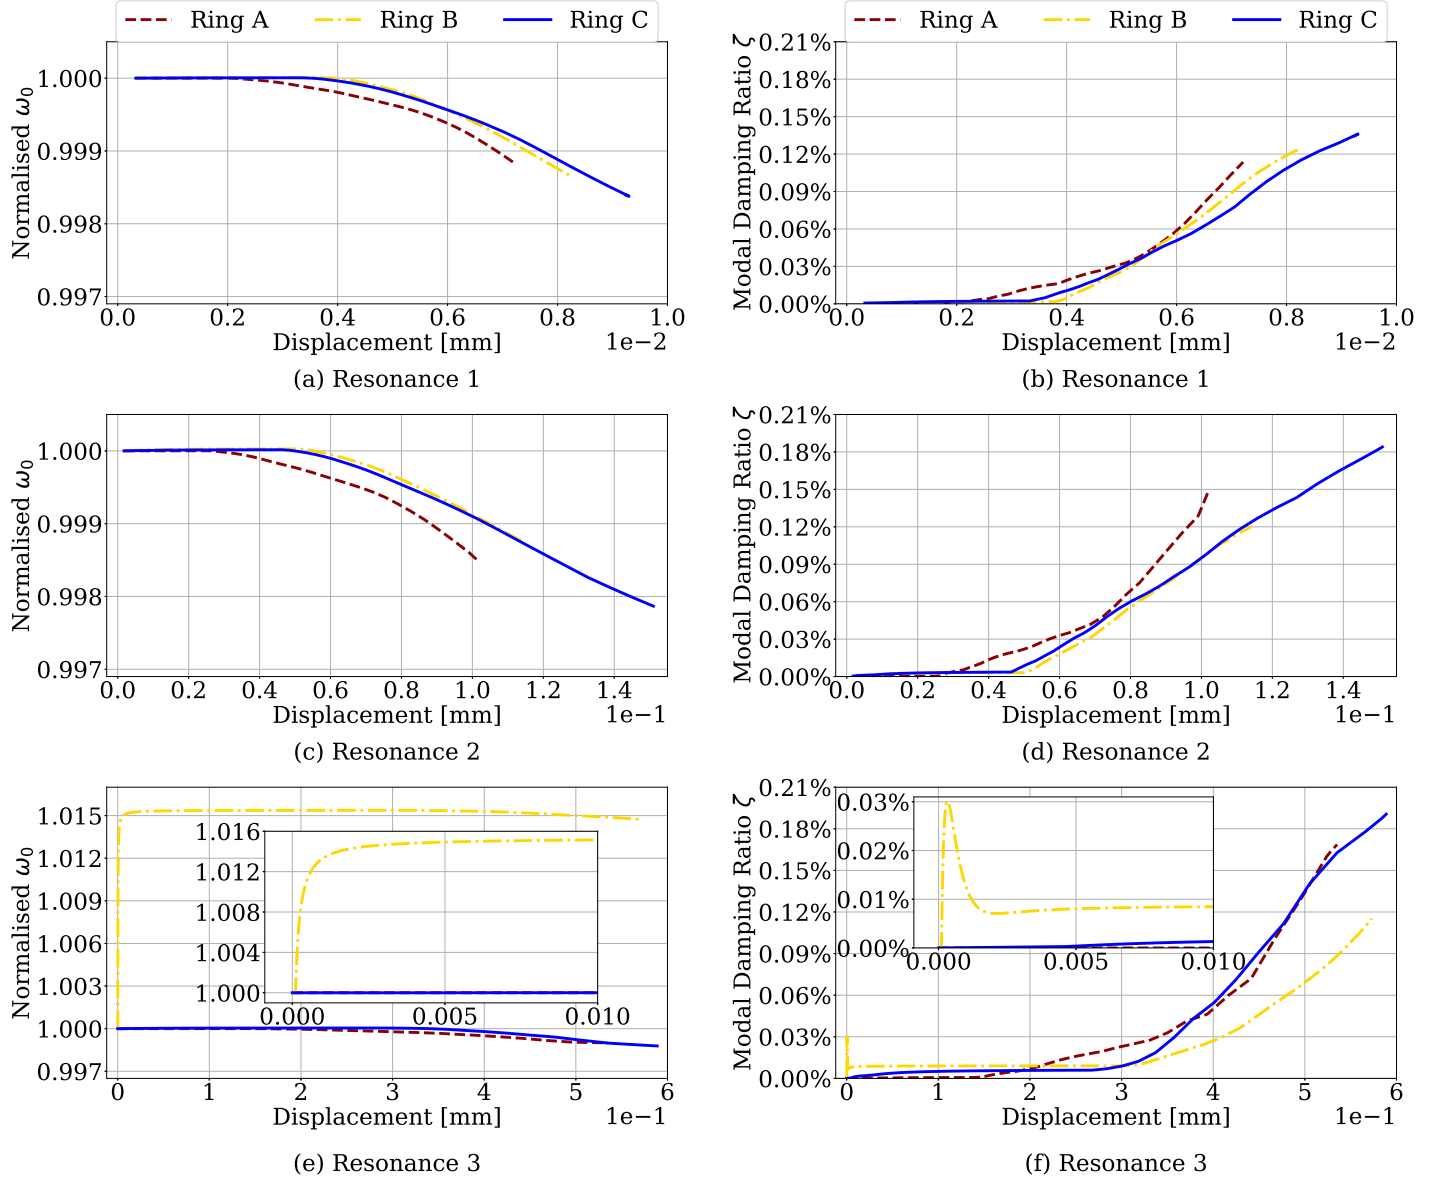 Ring A Ring B Ring C
Normalised ω0
1.000
0.999
0.998
0.997
0.0 0.2 0.4 0.6 0.8 1.0
Displacement [mm] 1e−2
(a) Resonance 1
Ring A Ring B Ring C
Modal Damping Ratio ζ
0.21%
0.18%
0.15%
0.12%
0.09%
0.06%
0.03%
0.00%
0.0 0.2 0.4 0.6 0.8 1.0
Displacement [mm] 1e−2
(b) Resonance 1
Normalised ω0
1.000
0.999
0.998
0.997
0.0 0.2 0.4 0.6 0.8 1.0 1.2 1.4
Displacement [mm] 1e−1
(c) Resonance 2
Modal Damping Ratio ζ
0.21%
0.18%
0.15%
0.12%
0.09%
0.06%
0.03%
0.00%
0.0 0.2 0.4 0.6 0.8 1.0 1.2 1.4
Displacement [mm] 1e−1
(d) Resonance 2
Normalised ω0
1.015
1.012
1.009
1.006
1.003
1.000
0.997
1.016
1.012
1.008
1.004
1.000
0.000 0.005 0.010
0 1 2 3 4 5 6
Displacement [mm] 1e−1
(e) Resonance 3
Modal Damping Ratio ζ
0.21%
0.18%
0.15%
0.12%
0.09%
0.06%
0.03%
0.00%
0.03%
0.02%
0.01%
0.00%
0.000 0.005 0.010
0 1 2 3 4 5 6
Displacement [mm] 1e−1
(f) Resonance 3